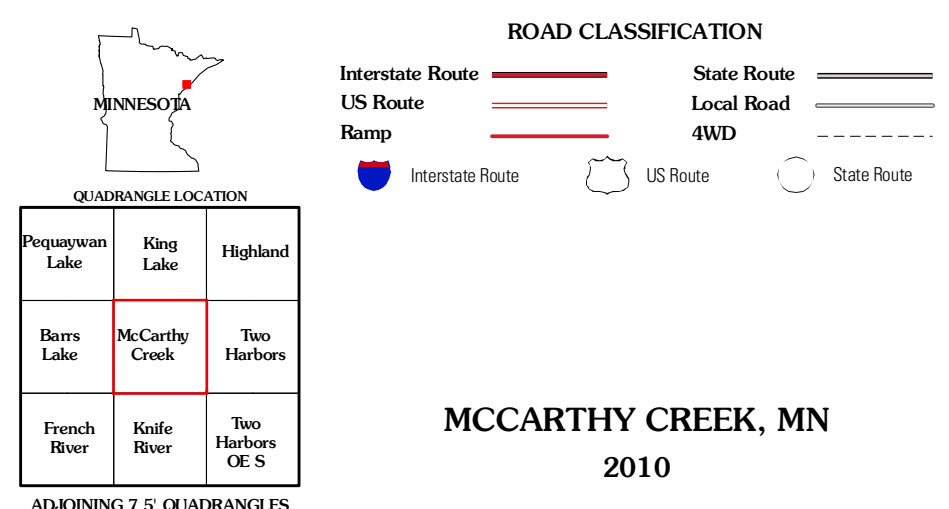 MINNESOTA
QUADRANGLE LOCATION
ROAD CLASSIFICATION
Interstate Route
US Route
Ramp
State Route
Local Road
4WD
Interstate Route
US Route
State Route
Pequaywan
Lake
King
Lake
Highland
Barrs
Lake
McCarthy
Creek
Two
Harbors
French
River
Knife
River
Two
Harbors
OE S
ADJOINING 7.5' QUADRANGLES
MCCARTHY CREEK, MN
2010